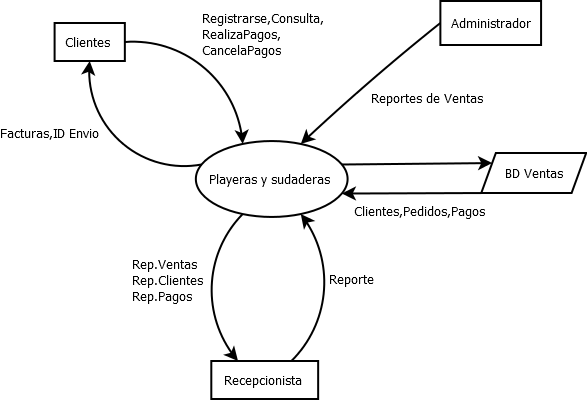 Registrarse,Consulta,
RealizaPagos,
CancelaPagos
Administrador
Clientes
Reportes de Ventas
Facturas,ID Envio
Playeras y sudaderas
BD Ventas
Clientes,Pedidos,Pagos
Rep.Ventas
Rep.Clientes
Rep.Pagos
Reporte
Recepcionista